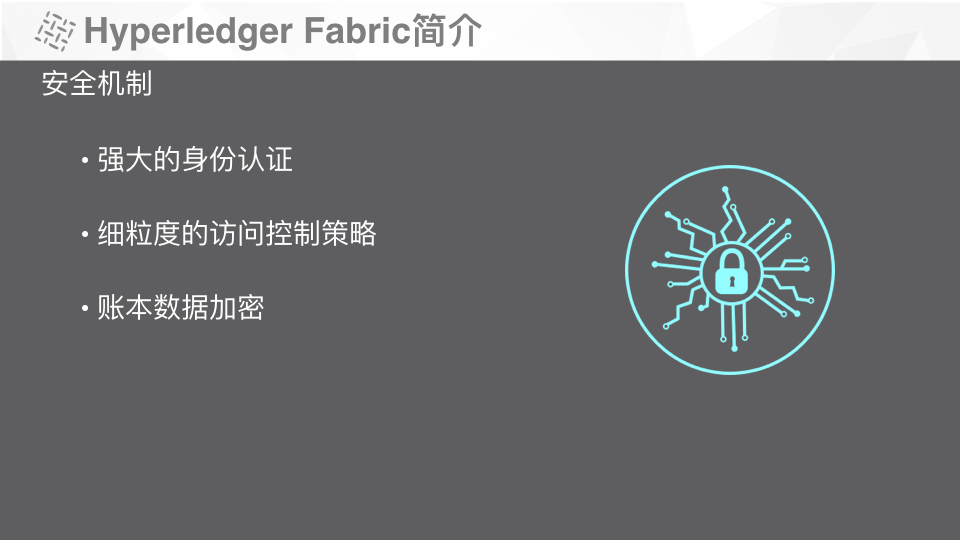 Hyperledger Fabric简介
安全机制
• 强大的身份认证
• 细粒度的访问控制策略
• 账本数据加密